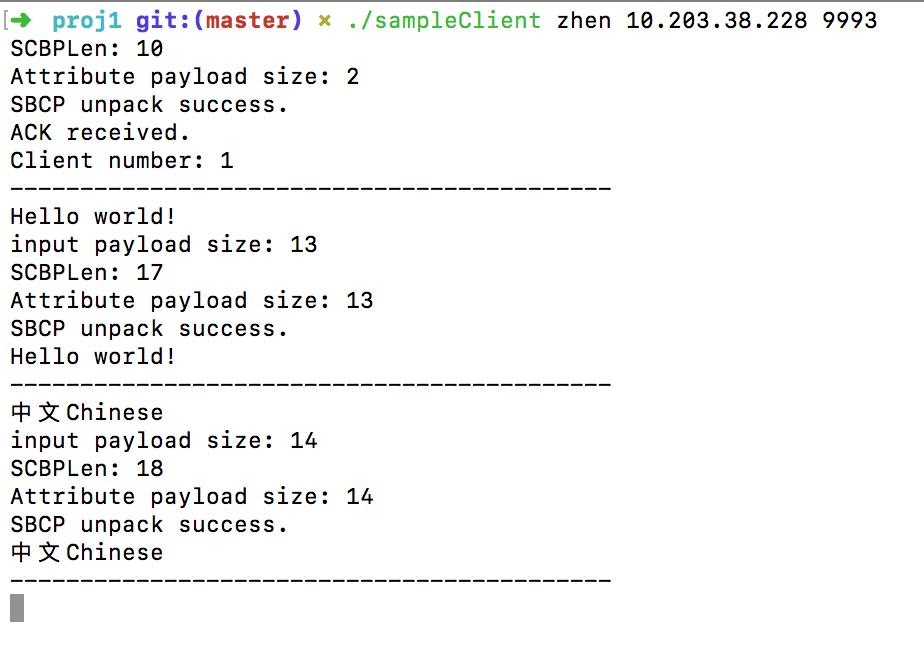 ➜ proj1 git:(master) × ./sampleClient zhen 10.203.38.228 9993
SCBPLen: 10
Attribute payload size: 2
SBCP unpack success.
ACK received.
Client number: 1
-------------------------------------------
Hello world!
input payload size: 13
SCBPLen: 17
Attribute payload size: 13
SBCP unpack success.
Hello world!
-------------------------------------------
中文Chinese
input payload size: 14
SCBPLen: 18
Attribute payload size: 14
SBCP unpack success.
中文Chinese
-------------------------------------------